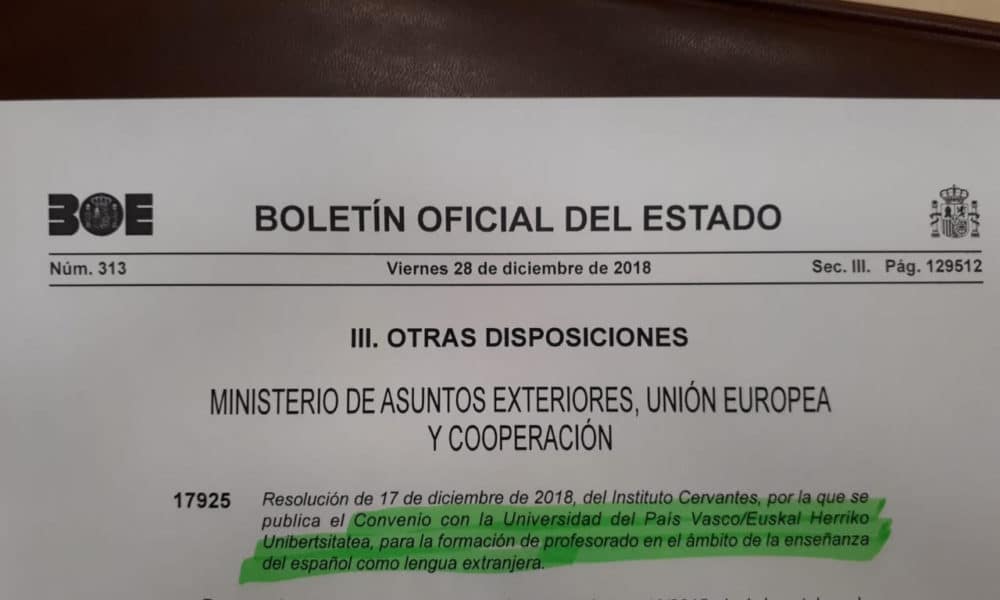 BOE
BOLETÍN OFICIAL DEL ESTADO
Núm. 313
Viernes 28 de diciembre de 2018
Sec. III. Pág. 129512
III. OTRAS DISPOSICIONES
MINISTERIO DE ASUNTOS EXTERIORES, UNIÓN EUROPEA
Y COOPERACIÓN
17925 Resolución de 17 de diciembre de 2018, del Instituto Cervantes, por la que se
publica el Convenio con la Universidad del País Vasco/Euskal Herriko
Unibertsitatea, para la formación de profesorado en el ámbito de la enseñanza
del español como lengua extranjera.